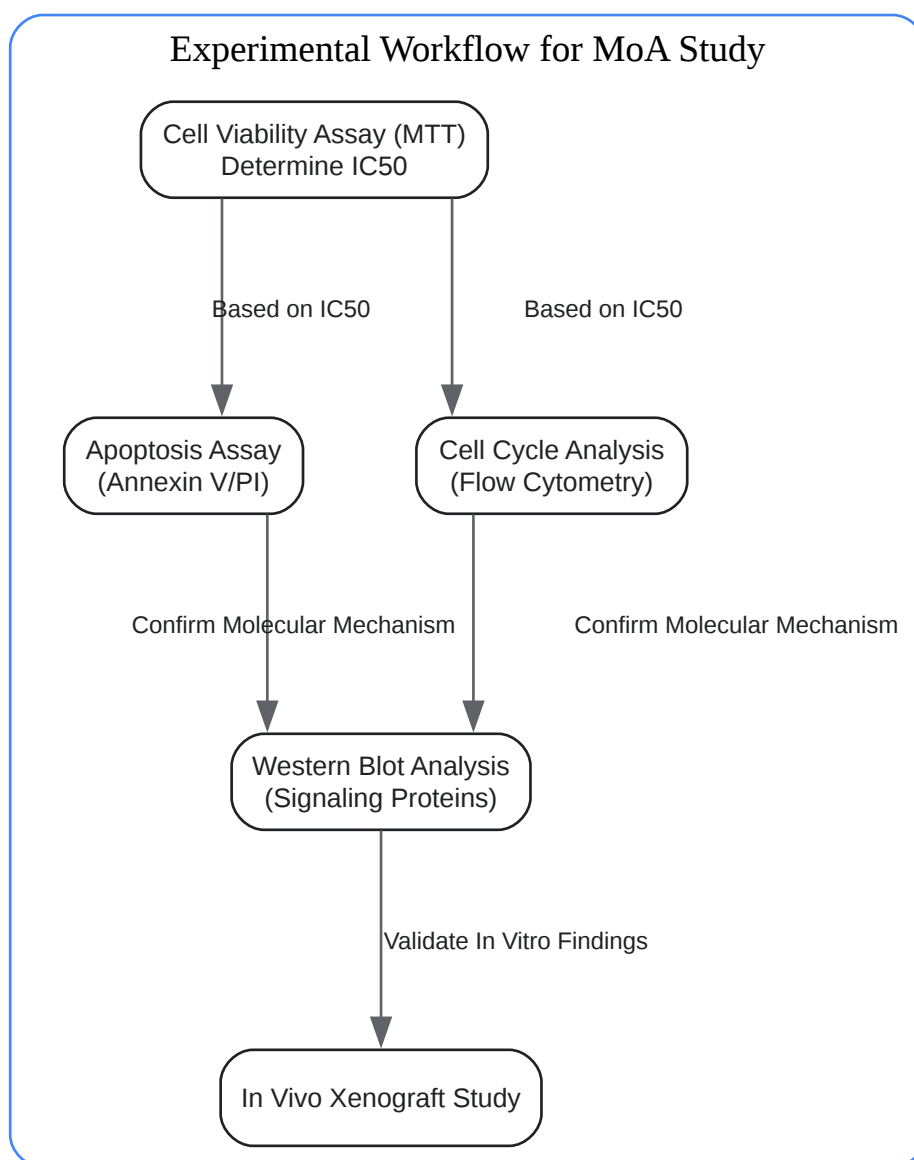 Experimental Workflow for MoA Study
Cell Viability Assay (MTT)
Determine IC50
Based on IC50
Based on IC50
Apoptosis Assay
(Annexin V/PI)
Cell Cycle Analysis
(Flow Cytometry)
Confirm Molecular Mechanism
Confirm Molecular Mechanism
Western Blot Analysis
(Signaling Proteins)
Validate In Vitro Findings
In Vivo Xenograft Study